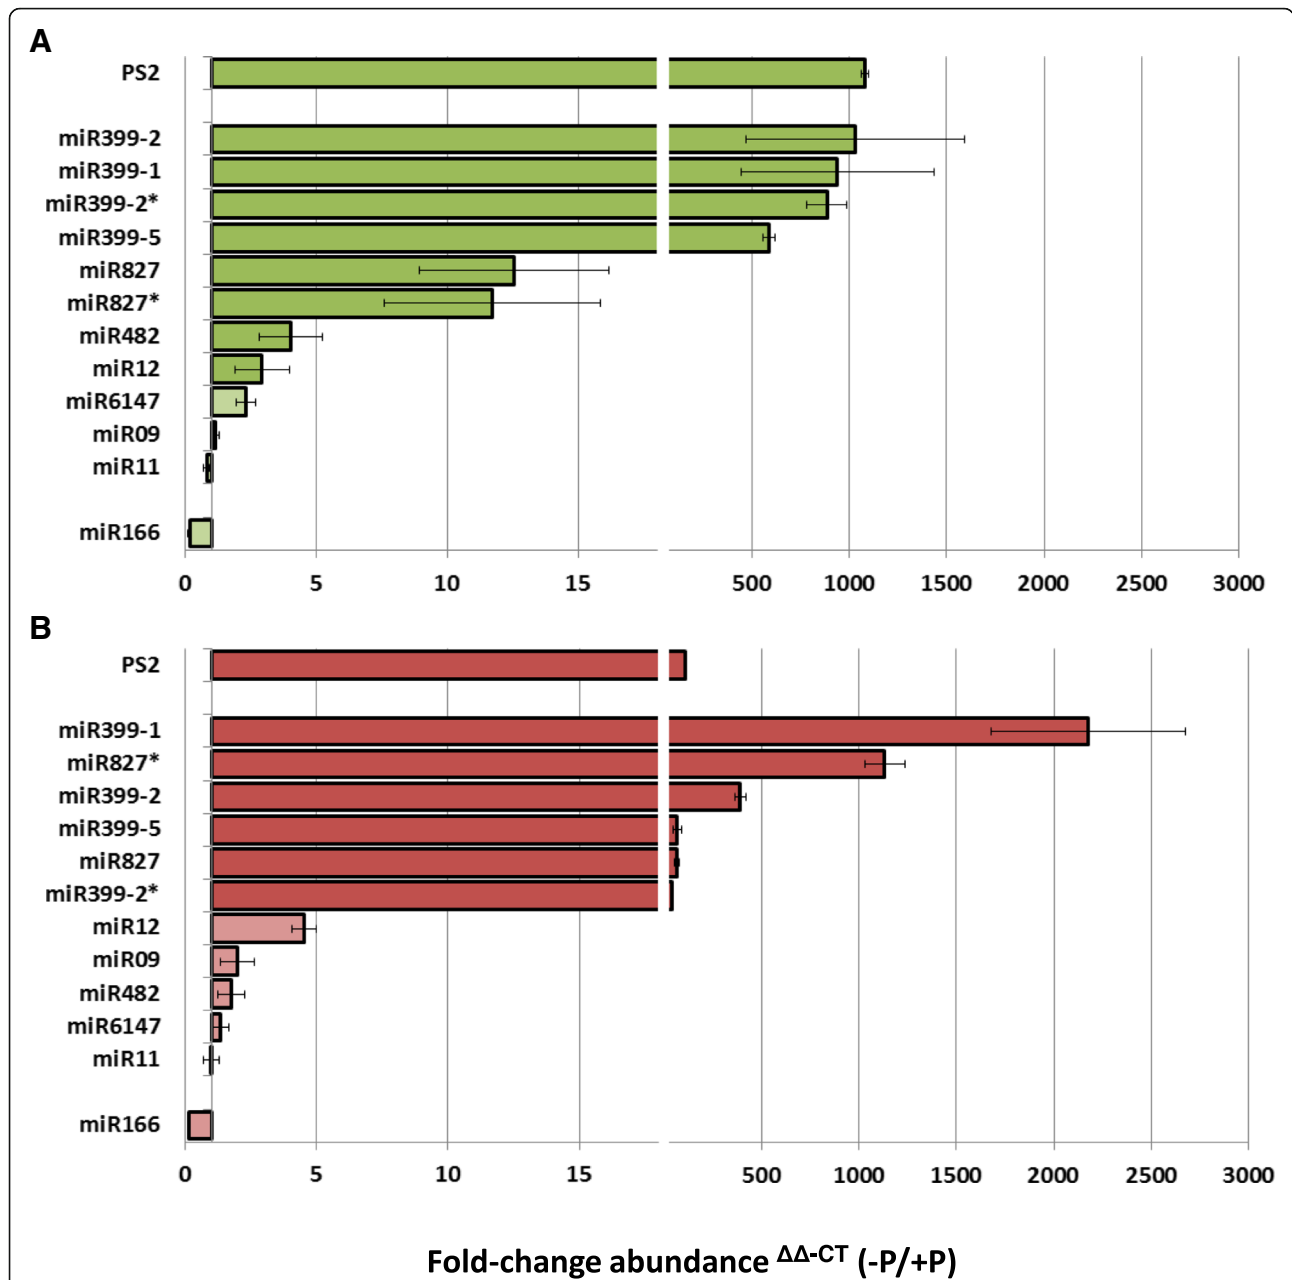 A
PS2
miR399-2
miR399-1
miR399-2*
miR399-5
miR827
miR827*
miR482
miR12
miR6147
miR09
miR11
miR166
0 5 10 15 500 1000 1500 2000 2500 3000
B
PS2
miR399-1
miR827*
miR399-2
miR399-5
miR827
miR399-2*
miR12
miR09
miR482
miR6147
miR11
miR166
0 5 10 15 500 1000 1500 2000 2500 3000
Fold-change abundance ΔΔ-CT (-P/+P)